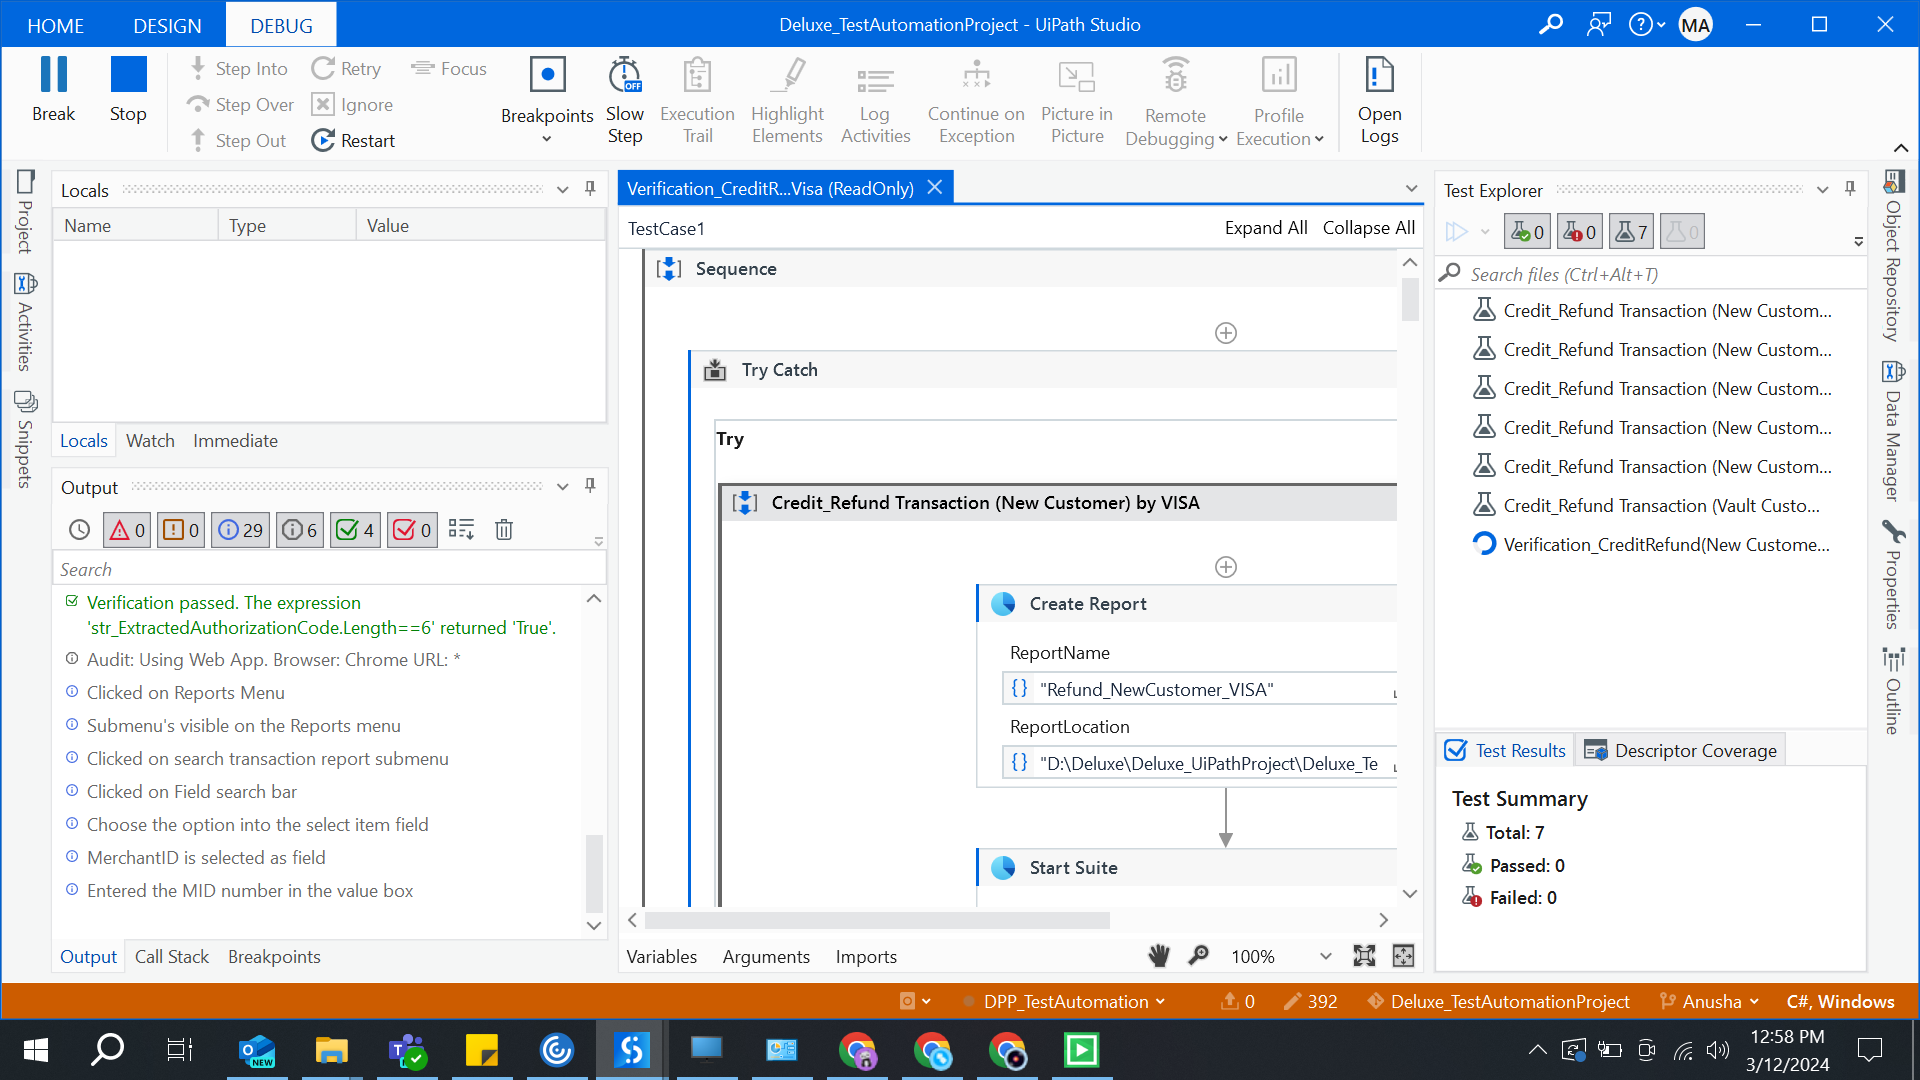 HOME DESIGN DEBUG Deluxe_TestAutomationProject - UiPath Studio MA
Break
Stop
Step Into
Step Over
Step Out
Retry
Ignore
Restart
Focus
Breakpoints
Slow
Step
OFF
Execution
Trail
Highlight
Elements
Log
Activities
Continue on
Exception
Picture in
Picture
Remote
Debugging
Profile
Execution
Open
Logs
Project
Activities
Snippets
Locals
Name Type Value
Locals Watch Immediate
Output
0 0 29 6 4 0
Search
Verification passed. The expression
'str_ExtractedAuthorizationCode.Length==6' returned 'True'.
Audit: Using Web App. Browser: Chrome URL: *
Clicked on Reports Menu
Submenu's visible on the Reports menu
Clicked on search transaction report submenu
Clicked on Field search bar
Choose the option into the select item field
MerchantID is selected as field
Entered the MID number in the value box
Output Call Stack Breakpoints
Verification_CreditR...Visa (ReadOnly)
TestCase1 Expand All Collapse All
Sequence
Try Catch
Try
Credit_Refund Transaction (New Customer) by VISA
Create Report
ReportName
{} "Refund_NewCustomer_VISA"
ReportLocation
{} "D:\Deluxe\Deluxe_UiPathProject\Deluxe_Te
Start Suite
Variables Arguments Imports 100%
Test Explorer
0 0 7 0
Search files (Ctrl+Alt+T)
Credit_Refund Transaction (New Custom...
Credit_Refund Transaction (New Custom...
Credit_Refund Transaction (New Custom...
Credit_Refund Transaction (New Custom...
Credit_Refund Transaction (New Custom...
Credit_Refund Transaction (Vault Custo...
Verification_CreditRefund(New Custome...
Test Results Descriptor Coverage
Test Summary
Total: 7
Passed: 0
Failed: 0
Object Repository
Data Manager
Properties
Outline
DPP_TestAutomation 0 392 Deluxe_TestAutomationProject Anusha C#, Windows
NEW
12:58 PM
3/12/2024